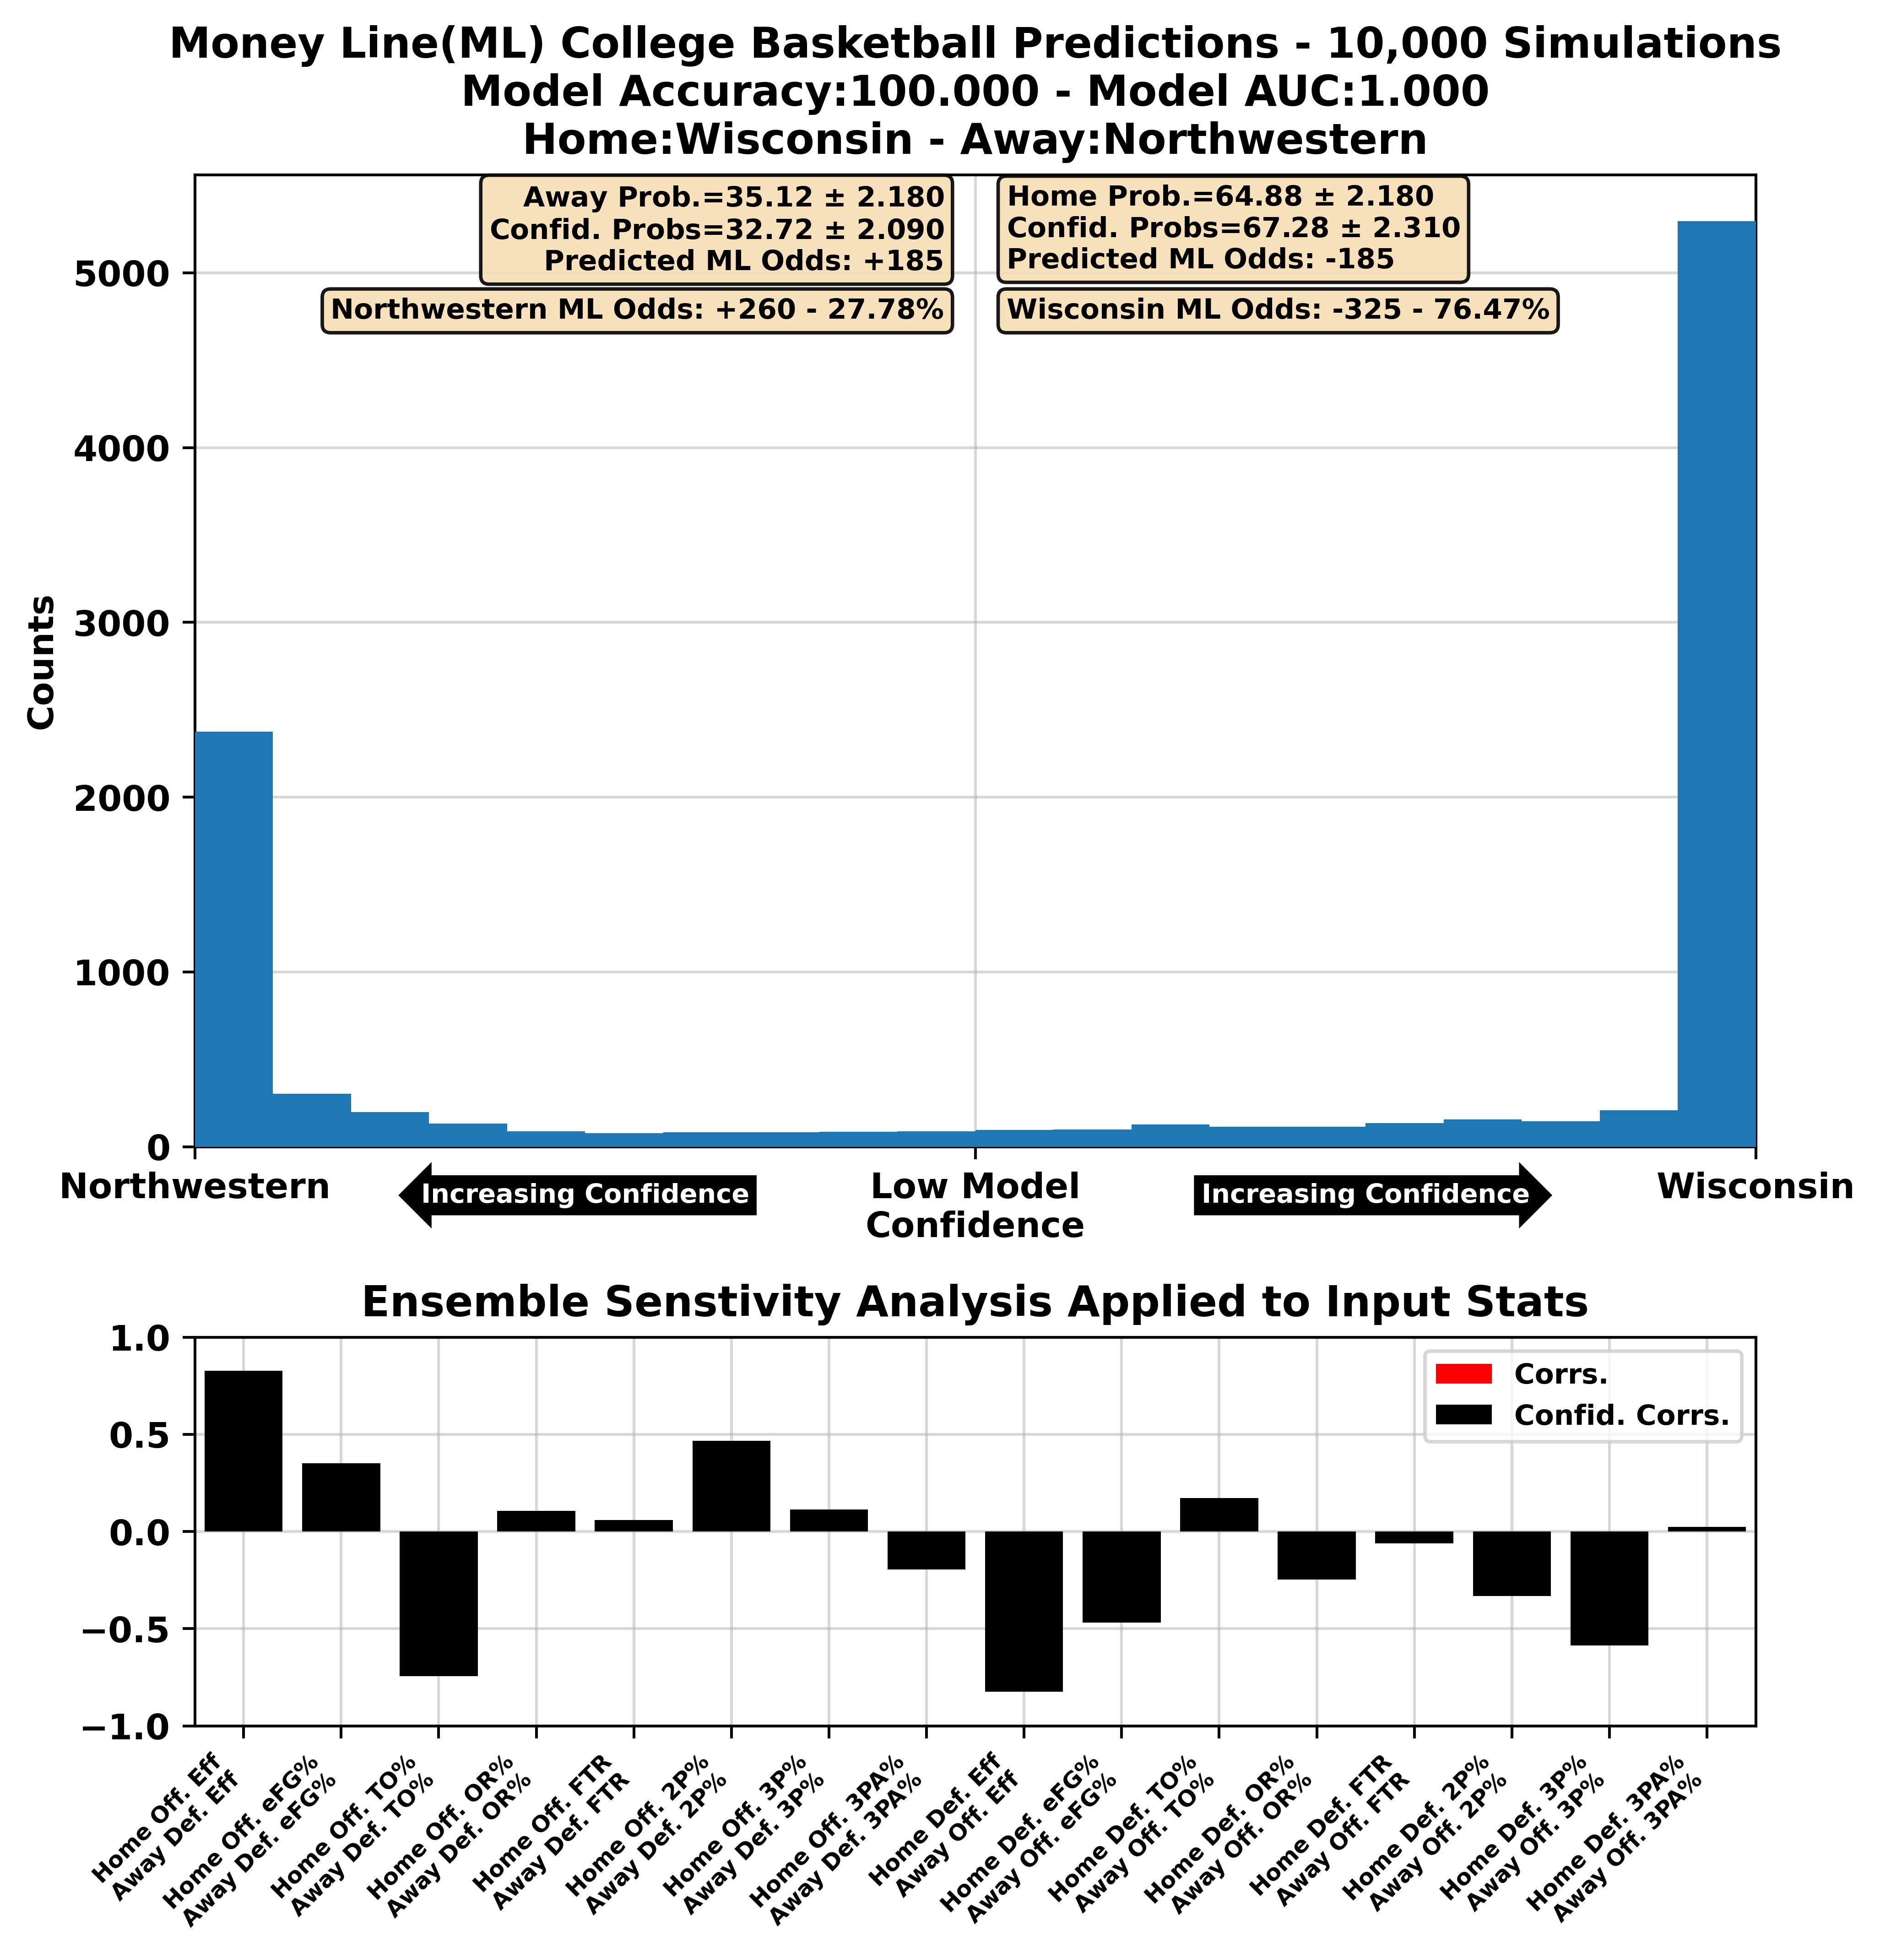 Money Line(ML) College Basketball Predictions - 10,000 Simulations
Model Accuracy:100.000 - Model AUC:1.000
Home:Wisconsin - Away:Northwestern
Away Prob.=35.12 ± 2.180
Confid. Probs=32.72 ± 2.090
Predicted ML Odds: +185
Northwestern ML Odds: +260 - 27.78%
Home Prob.=64.88 ± 2.180
Confid. Probs=67.28 ± 2.310
Predicted ML Odds: -185
Wisconsin ML Odds: -325 - 76.47%
Counts
5000
4000
3000
2000
1000
0
Northwestern
Increasing Confidence
Low Model
Confidence
Increasing Confidence
Wisconsin
Ensemble Senstivity Analysis Applied to Input Stats
1.0
0.5
0.0
−0.5
−1.0
Corrs.
Confid. Corrs.
Home Off. Eff
Away Def. Eff
Home Off. eFG%
Away Def. eFG%
Home Off. TO%
Away Def. TO%
Home Off. OR%
Away Def. OR%
Home Off. FTR
Away Def. FTR
Home Off. 2P%
Away Def. 2P%
Home Off. 3P%
Away Def. 3P%
Home Off. 3PA%
Away Def. 3PA%
Home Def. Eff
Away Off. Eff
Home Def. eFG%
Away Off. eFG%
Home Def. TO%
Away Off. TO%
Home Def. OR%
Away Off. OR%
Home Def. FTR
Away Off. FTR
Home Def. 2P%
Away Off. 2P%
Home Def. 3P%
Away Off. 3P%
Home Def. 3PA%
Away Off. 3PA%